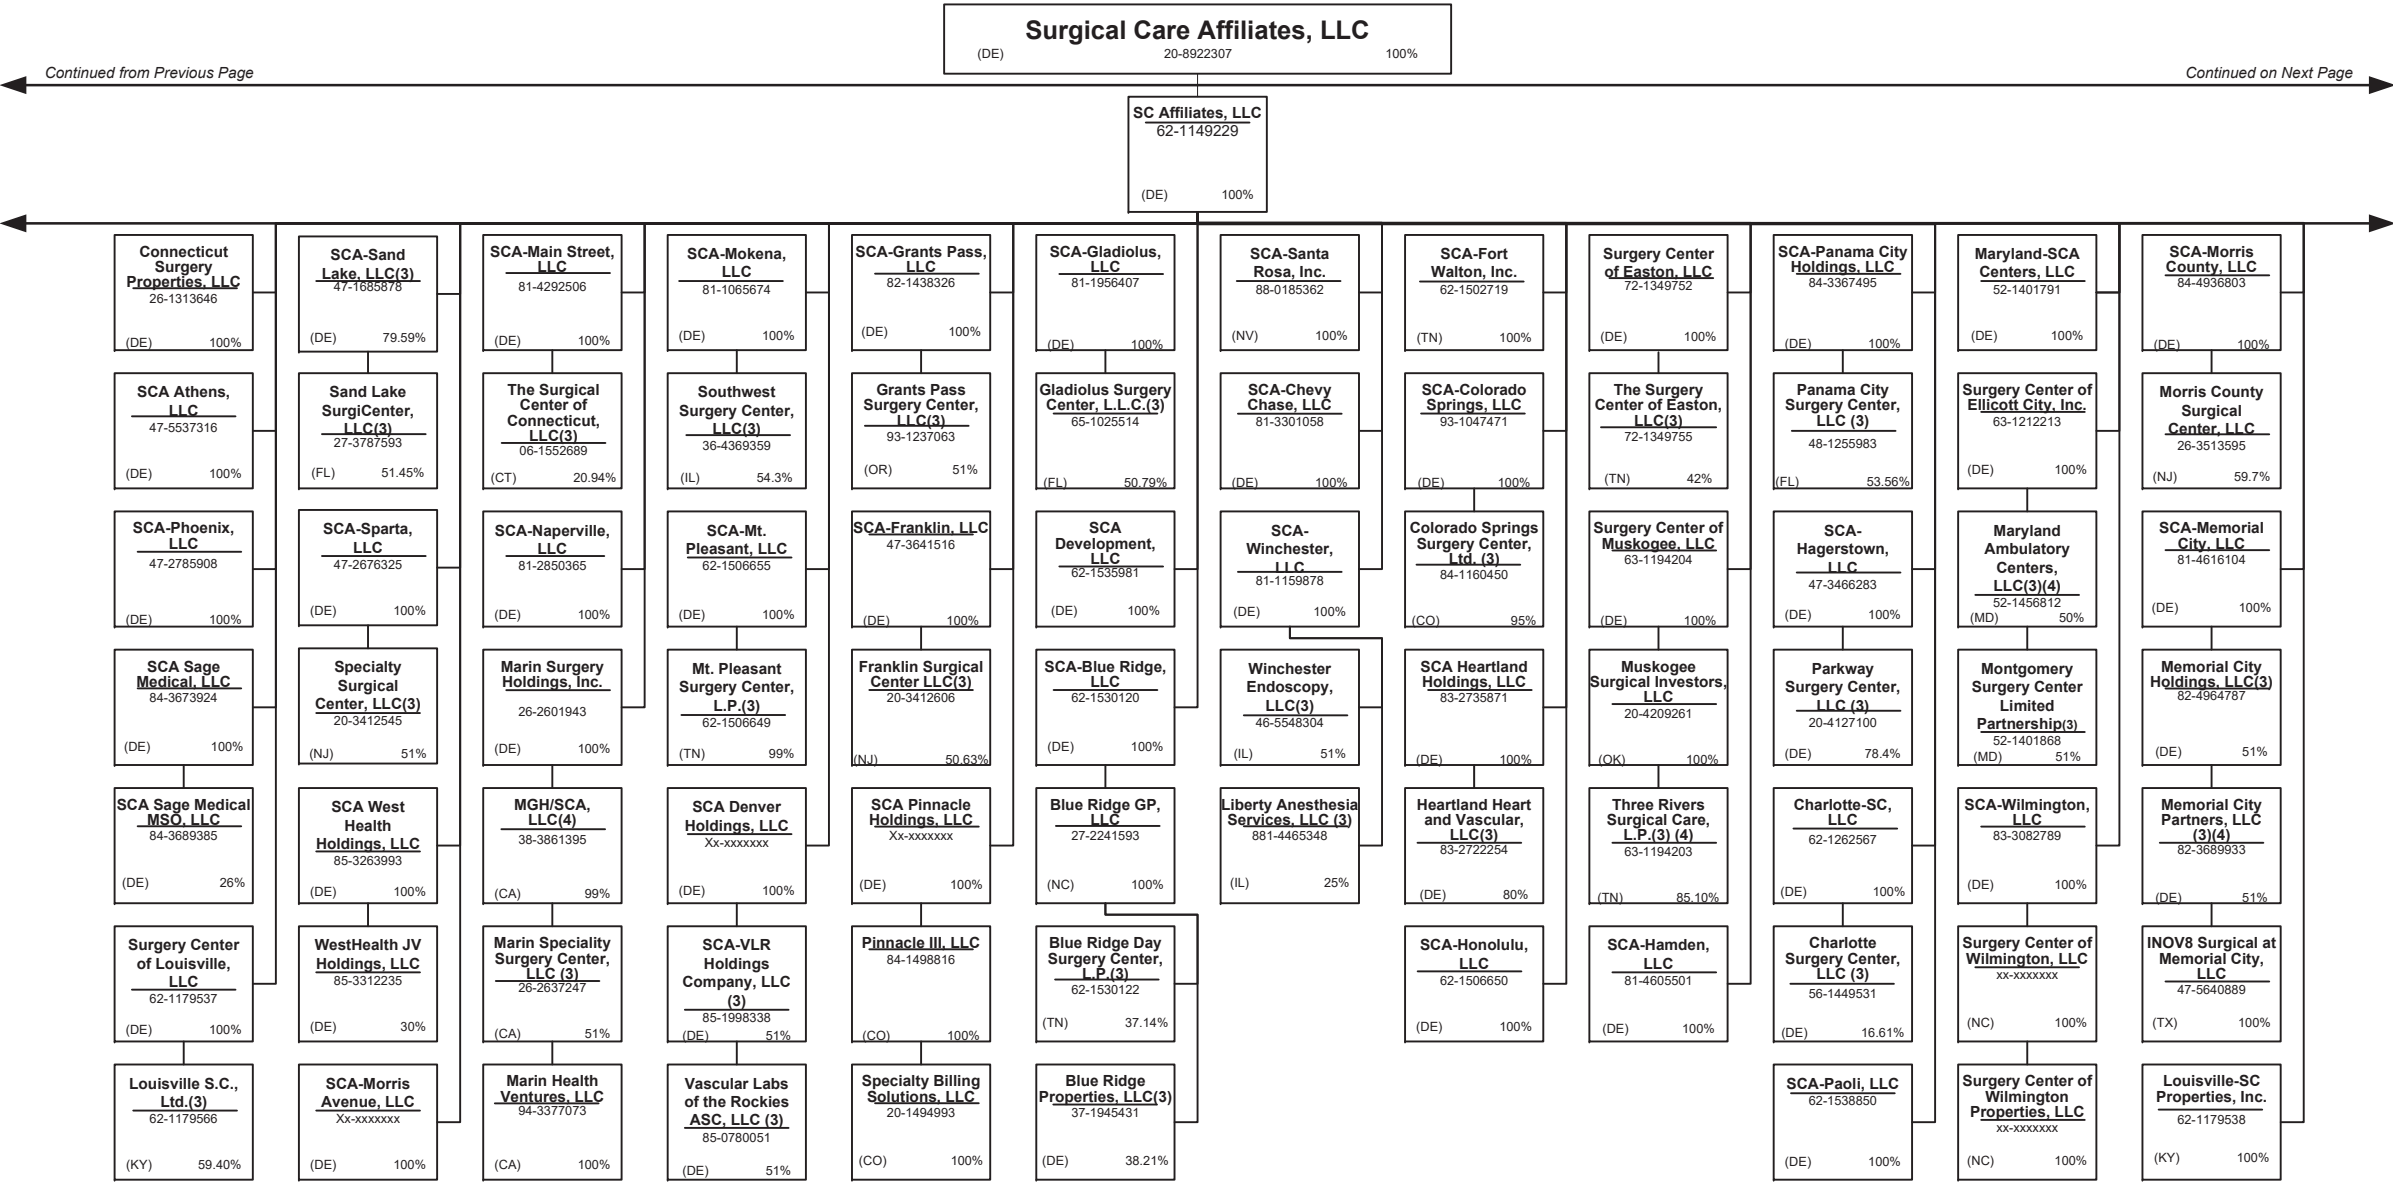 Surgical Care Affiliates, LLC
(DE) 20-8922307 100%
Continued from Previous Page
Continued on Next Page
SC Affiliates, LLC
62-1149229
(DE) 100%
Connecticut
Surgery
Properties, LLC
26-1313646
(DE) 100%
SCA Athens,
LLC
47-5537316
(DE) 100%
SCA-Phoenix,
LLC
47-2785908
(DE) 100%
SCA Sage
Medical, LLC
84-3673924
(DE) 100%
SCA Sage Medical
MSO, LLC
84-3689385
(DE) 26%
Surgery Center
of Louisville,
LLC
62-1179537
(DE) 100%
Louisville S.C.,
Ltd.(3)
62-1179566
(KY) 59.40%
SCA-Sand
Lake, LLC(3)
47-1685878
(DE) 79.59%
Sand Lake
SurgiCenter,
LLC(3)
27-3787593
(FL) 51.45%
SCA-Sparta,
LLC
47-2676325
(DE) 100%
Specialty
Surgical
Center, LLC(3)
20-3412545
(NJ) 51%
SCA West
Health
Holdings, LLC
85-3263993
(DE) 100%
WestHealth JV
Holdings, LLC
85-3312235
(DE) 30%
SCA-Morris
Avenue, LLC
Xx-xxxxxxx
(DE) 100%
SCA-Main Street,
LLC
81-4292506
(DE) 100%
The Surgical
Center of
Connecticut,
LLC(3)
06-1552689
(CT) 20.94%
SCA-Naperville,
LLC
81-2850365
(DE) 100%
Marin Surgery
Holdings, Inc.
26-2601943
(DE) 100%
MGH/SCA,
LLC(4)
38-3861395
(CA) 99%
Marin Speciality
Surgery Center,
LLC (3)
26-2637247
(CA) 51%
Marin Health
Ventures, LLC
94-3377073
(CA) 100%
SCA-Mokena,
LLC
81-1065674
(DE) 100%
Southwest
Surgery Center,
LLC(3)
36-4369359
(IL) 54.3%
SCA-Mt.
Pleasant, LLC
62-1506655
(DE) 100%
Mt. Pleasant
Surgery Center,
L.P.(3)
62-1506649
(TN) 99%
SCA Denver
Holdings, LLC
Xx-xxxxxxx
(DE) 100%
SCA-VLR
Holdings
Company, LLC
(3)
85-1998338
(DE) 51%
Vascular Labs
of the Rockies
ASC, LLC (3)
85-0780051
(DE) 51%
SCA-Grants Pass,
LLC
82-1438326
(DE) 100%
Grants Pass
Surgery Center,
LLC(3)
93-1237063
(OR) 51%
SCA-Franklin, LLC
47-3641516
(DE) 100%
Franklin Surgical
Center LLC(3)
20-3412606
(NJ) 50.63%
SCA Pinnacle
Holdings, LLC
Xx-xxxxxxx
(DE) 100%
Pinnacle III, LLC
84-1498816
(CO) 100%
Specialty Billing
Solutions, LLC
20-1494993
(CO) 100%
SCA-Gladiolus,
LLC
81-1956407
(DE) 100%
Gladiolus Surgery
Center, L.L.C.(3)
65-1025514
(FL) 50.79%
SCA
Development,
LLC
62-1535981
(DE) 100%
SCA-Blue Ridge,
LLC
62-1530120
(DE) 100%
Blue Ridge GP,
LLC
27-2241593
(NC) 100%
Blue Ridge Day
Surgery Center,
L.P.(3)
62-1530122
(TN) 37.14%
Blue Ridge
Properties, LLC(3)
37-1945431
(DE) 38.21%
SCA-Santa
Rosa, Inc.
88-0185362
(NV) 100%
SCA-Chevy
Chase, LLC
81-3301058
(DE) 100%
SCA-
Winchester,
LLC
81-1159878
(DE) 100%
Winchester
Endoscopy,
LLC(3)
46-5548304
(IL) 51%
Liberty Anesthesia
Services, LLC (3)
881-4465348
(IL) 25%
SCA-Fort
Walton, Inc.
62-1502719
(TN) 100%
SCA-Colorado
Springs, LLC
93-1047471
(DE) 100%
Colorado Springs
Surgery Center,
Ltd. (3)
84-1160450
(CO) 95%
SCA Heartland
Holdings, LLC
83-2735871
(DE) 100%
Heartland Heart
and Vascular,
LLC(3)
83-2722254
(DE) 80%
SCA-Honolulu,
LLC
62-1506650
(DE) 100%
Surgery Center
of Easton, LLC
72-1349752
(DE) 100%
The Surgery
Center of Easton,
LLC(3)
72-1349755
(TN) 42%
Surgery Center of
Muskogee, LLC
63-1194204
(DE) 100%
Muskogee
Surgical Investors,
LLC
20-4209261
(OK) 100%
Three Rivers
Surgical Care,
L.P.(3) (4)
63-1194203
(TN) 85.10%
SCA-Hamden,
LLC
81-4605501
(DE) 100%
SCA-Panama City
Holdings, LLC
84-3367495
(DE) 100%
Panama City
Surgery Center,
LLC (3)
48-1255983
(FL) 53.56%
SCA-
Hagerstown,
LLC
47-3466283
(DE) 100%
Parkway
Surgery Center,
LLC (3)
20-4127100
(DE) 78.4%
Charlotte-SC,
LLC
62-1262567
(DE) 100%
Charlotte
Surgery Center,
LLC (3)
56-1449531
(DE) 16.61%
SCA-Paoli, LLC
62-1538850
(DE) 100%
Maryland-SCA
Centers, LLC
52-1401791
(DE) 100%
Surgery Center of
Ellicott City, Inc.
63-1212213
(DE) 100%
Maryland
Ambulatory
Centers,
LLC(3)(4)
52-1456812
(MD) 50%
Montgomery
Surgery Center
Limited
Partnership(3)
52-1401868
(MD) 51%
SCA-Wilmington,
LLC
83-3082789
(DE) 100%
Surgery Center of
Wilmington, LLC
xx-xxxxxxx
(NC) 100%
Surgery Center of
Wilmington
Properties, LLC
xx-xxxxxxx
(NC) 100%
SCA-Morris
County, LLC
84-4936803
(DE) 100%
Morris County
Surgical
Center, LLC
26-3513595
(NJ) 59.7%
SCA-Memorial
City, LLC
81-4616104
(DE) 100%
Memorial City
Holdings, LLC(3)
82-4964787
(DE) 51%
Memorial City
Partners, LLC
(3)(4)
82-3689933
(DE) 51%
INOV8 Surgical at
Memorial City,
LLC
47-5640889
(TX) 100%
Louisville-SC
Properties, Inc.
62-1179538
(KY) 100%